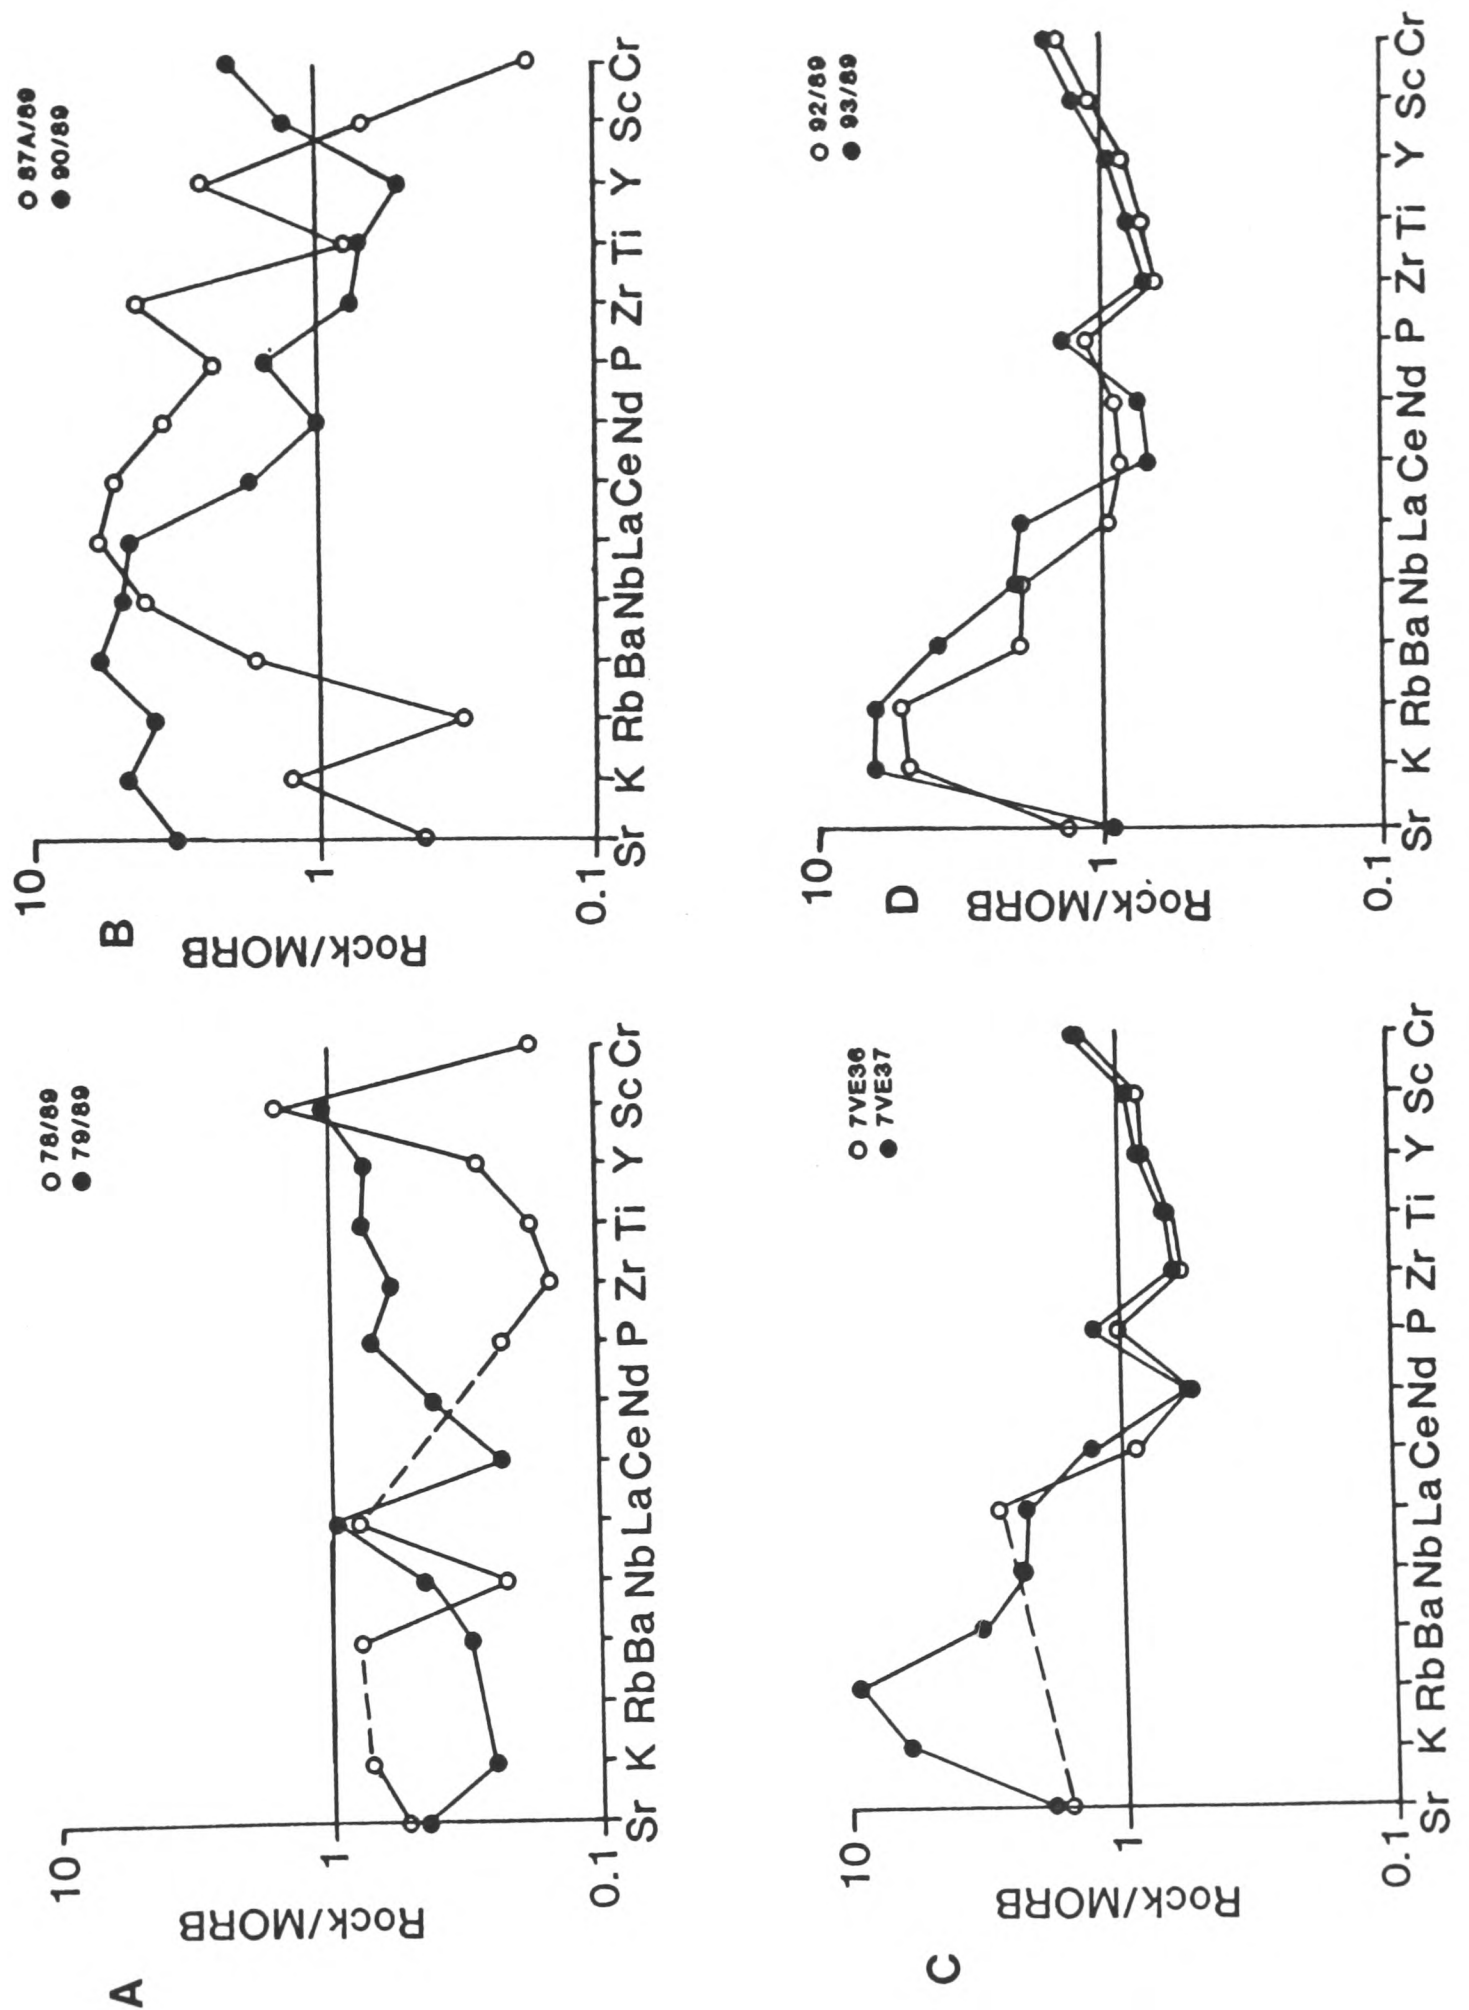 A
○ 78/89
● 79/89
Rock/MORB
10
1
0.1
Sr K Rb Ba Nb La Ce Nd P Zr Ti Y Sc Cr
B
○ 87A/89
● 90/89
Rock/MORB
10
1
0.1
Sr K Rb Ba Nb La Ce Nd P Zr Ti Y Sc Cr
C
○ 7VE36
● 7VE37
Rock/MORB
10
1
0.1
Sr K Rb Ba Nb La Ce Nd P Zr Ti Y Sc Cr
D
○ 92/89
● 93/89
Rock/MORB
10
1
0.1
Sr K Rb Ba Nb La Ce Nd P Zr Ti Y Sc Cr